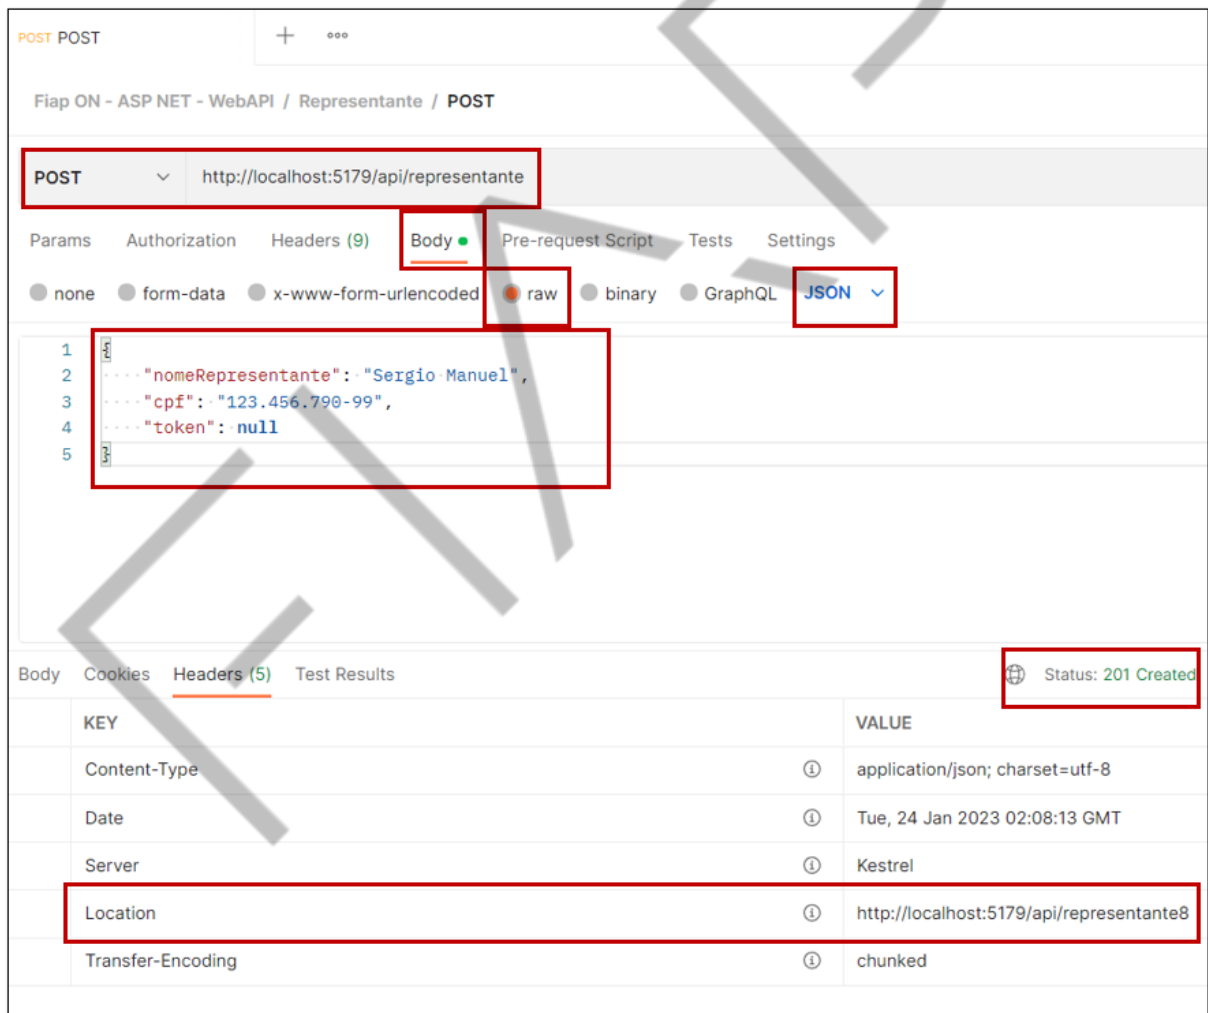 POST POST
Fiap ON - ASP NET - WebAPI / Representante / POST
POST http://localhost:5179/api/representante
Params Authorization Headers (9) Body Pre-request Script Tests Settings
none form-data x-www-form-urlencoded raw binary GraphQL JSON
1 {
2 "nomeRepresentante": "Sergio Manuel",
3 "cpf": "123.456.790-99",
4 "token": null
5 }
Body Cookies Headers (5) Test Results Status: 201 Created
KEY VALUE
Content-Type application/json; charset=utf-8
Date Tue, 24 Jan 2023 02:08:13 GMT
Server Kestrel
Location http://localhost:5179/api/representante8
Transfer-Encoding chunked